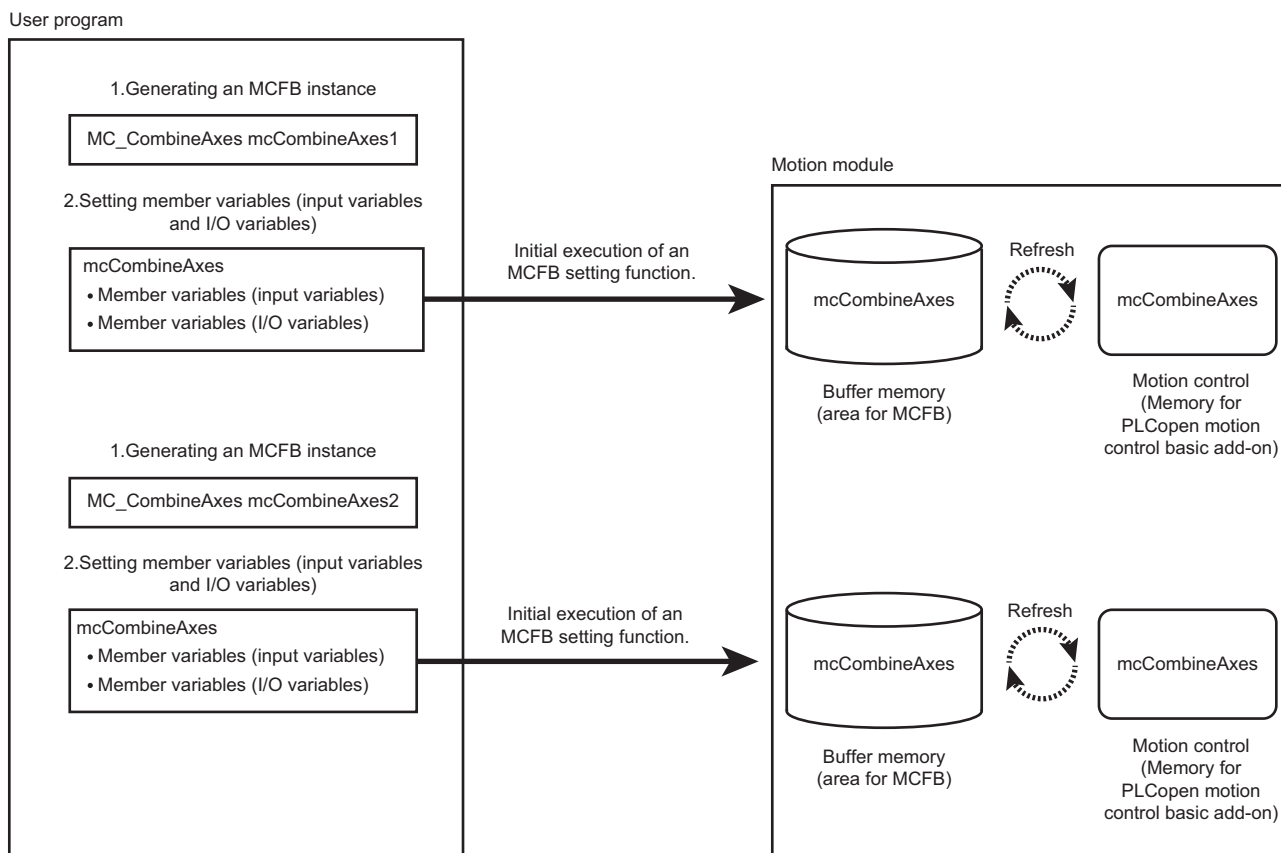 User program
1.Generating an MCFB instance
MC_CombineAxes mcCombineAxes1
2.Setting member variables (input variables
and I/O variables)
mcCombineAxes
• Member variables (input variables)
• Member variables (I/O variables)
Initial execution of an
MCFB setting function.
Motion module
mcCombineAxes
Buffer memory
(area for MCFB)
Refresh
mcCombineAxes
Motion control
(Memory for
PLCopen motion
control basic add-on)
1.Generating an MCFB instance
MC_CombineAxes mcCombineAxes2
2.Setting member variables (input variables
and I/O variables)
mcCombineAxes
• Member variables (input variables)
• Member variables (I/O variables)
Initial execution of an
MCFB setting function.
mcCombineAxes
Buffer memory
(area for MCFB)
Refresh
mcCombineAxes
Motion control
(Memory for
PLCopen motion
control basic add-on)